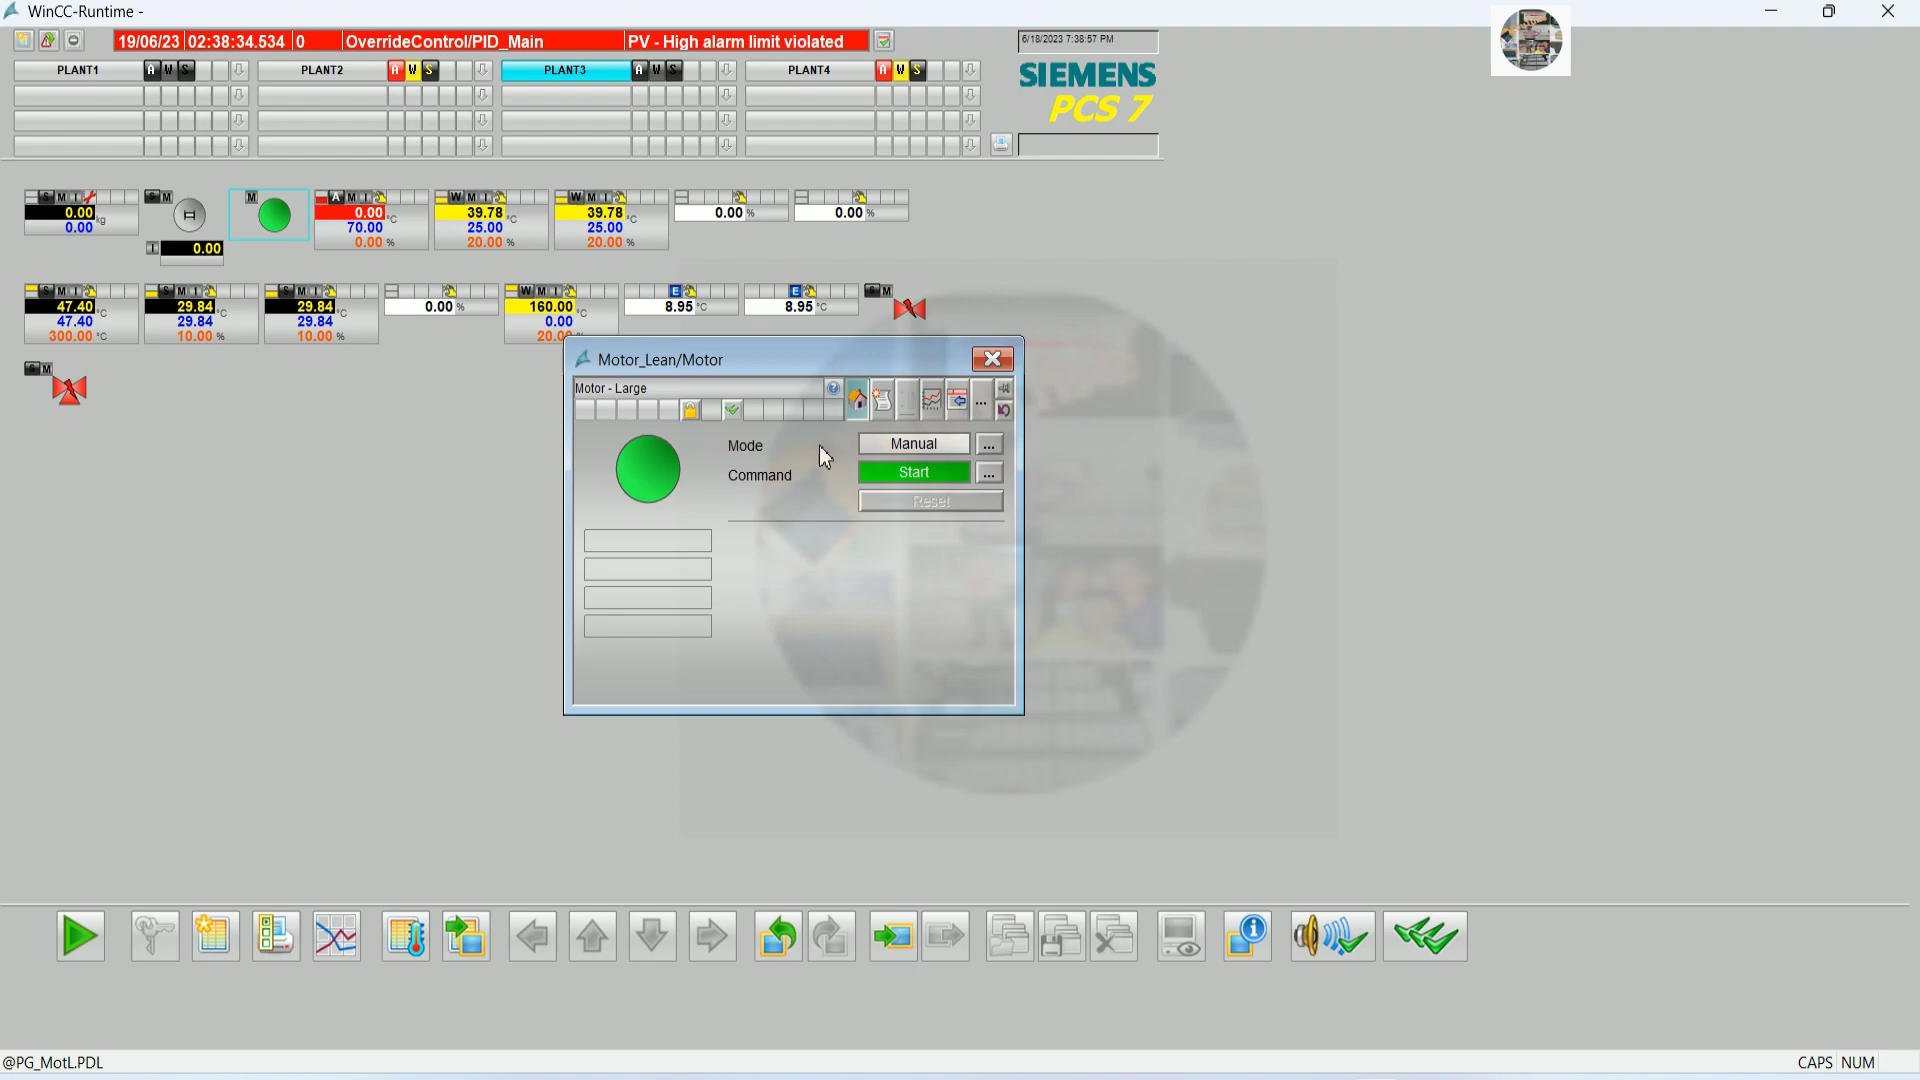 WinCC-Runtime -
19/06/23 02:38:34.534 0 OverrideControl/PID_Main PV - High alarm limit violated
6/18/2023 7:38:57 PM
PLANT1 A W S PLANT2 A W S PLANT3 A W S PLANT4 A W S
SIEMENS
PCS 7
S M I S M M A M I W M I W M I
0.00 kg 0.00 °C 39.78 °C 39.78 °C 0.00 % 0.00 %
0.00 70.00 25.00 25.00
I 0.00 0.00 % 20.00 % 20.00 %
S M I S M I S M I W M I E E S M
47.40 °C 29.84 °C 29.84 °C 0.00 % 160.00 °C 8.95 °C 8.95 °C
47.40 29.84 29.84 0.00
300.00 °C 10.00 % 10.00 % 20.00
S M
Motor_Lean/Motor
Motor - Large
...
Mode Manual ...
Command Start ...
Reset
@PG_MotL.PDL CAPS NUM